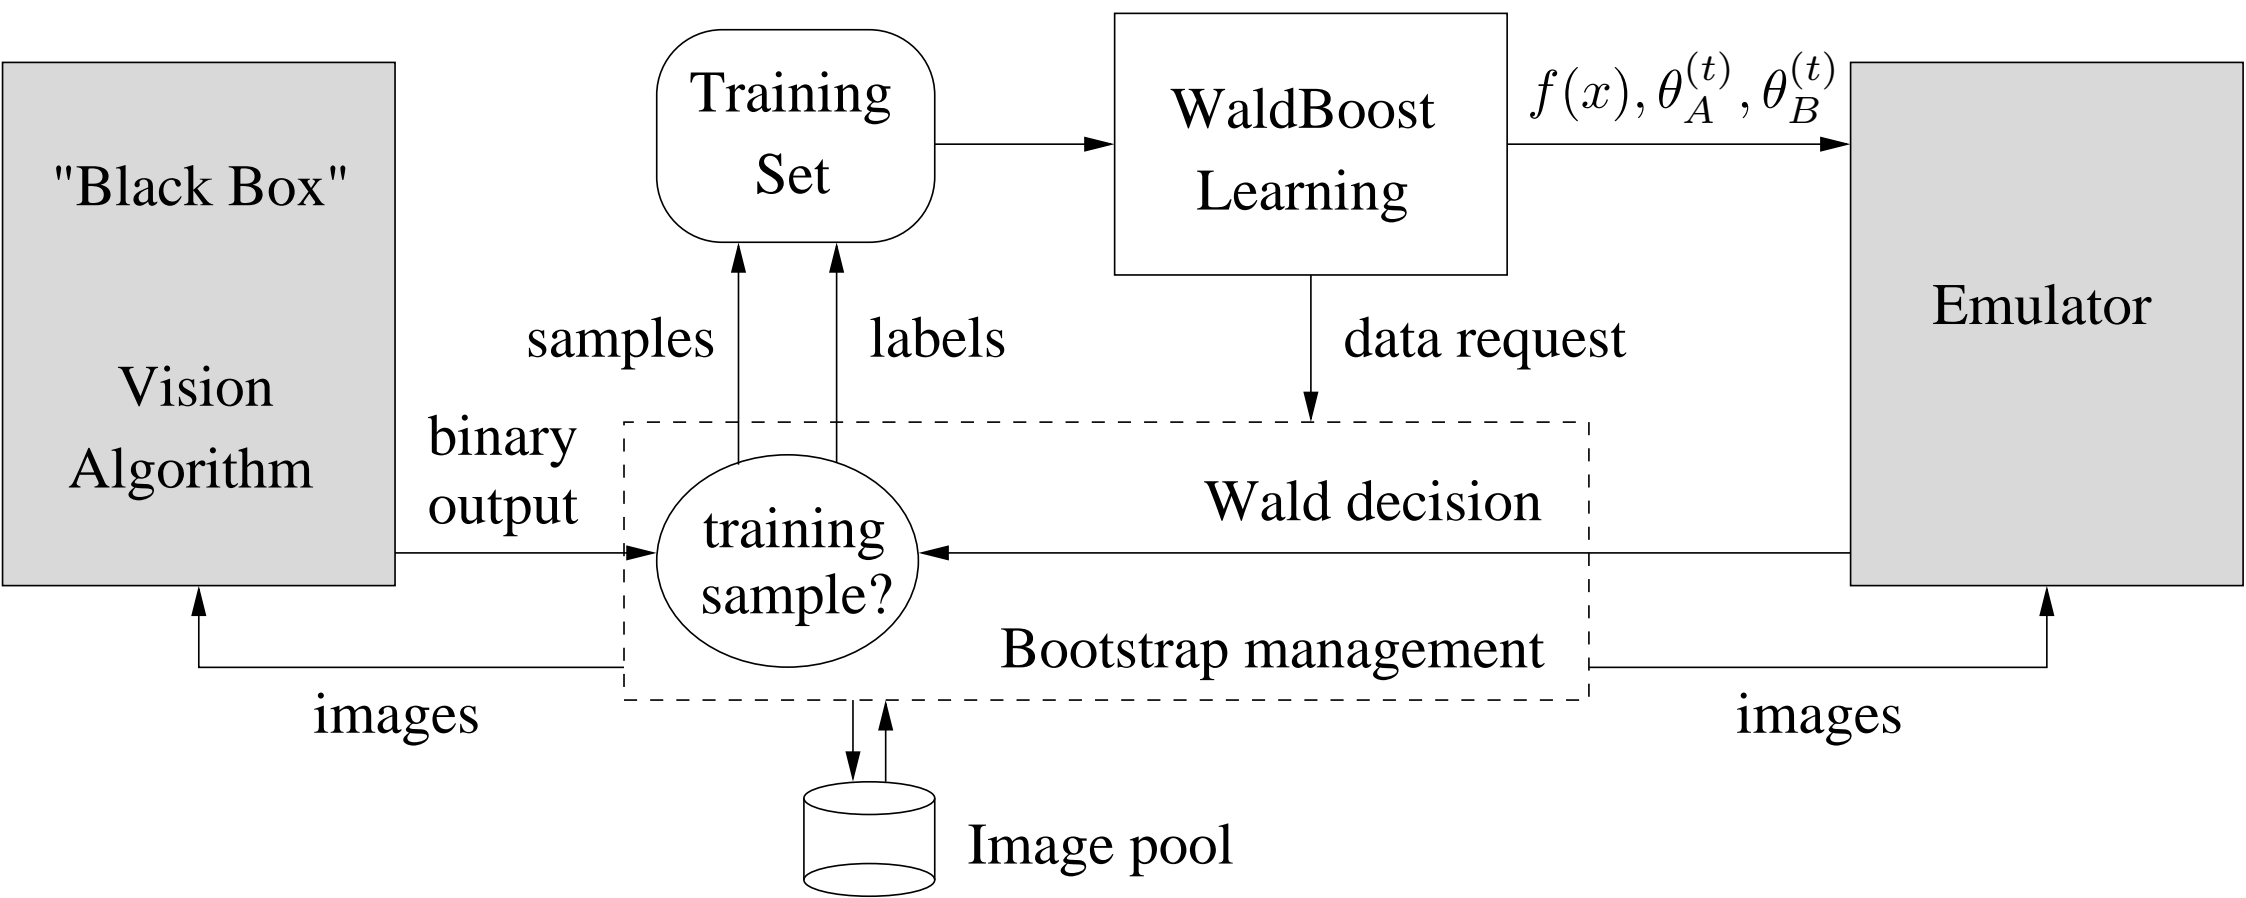 "Black Box"
Vision
Algorithm
Training
Set
WaldBoost
Learning
f(x), θ_A^{(t)}, θ_B^{(t)}
Emulator
samples
labels
data request
binary
output
training
sample?
Wald decision
Bootstrap management
images
images
Image pool